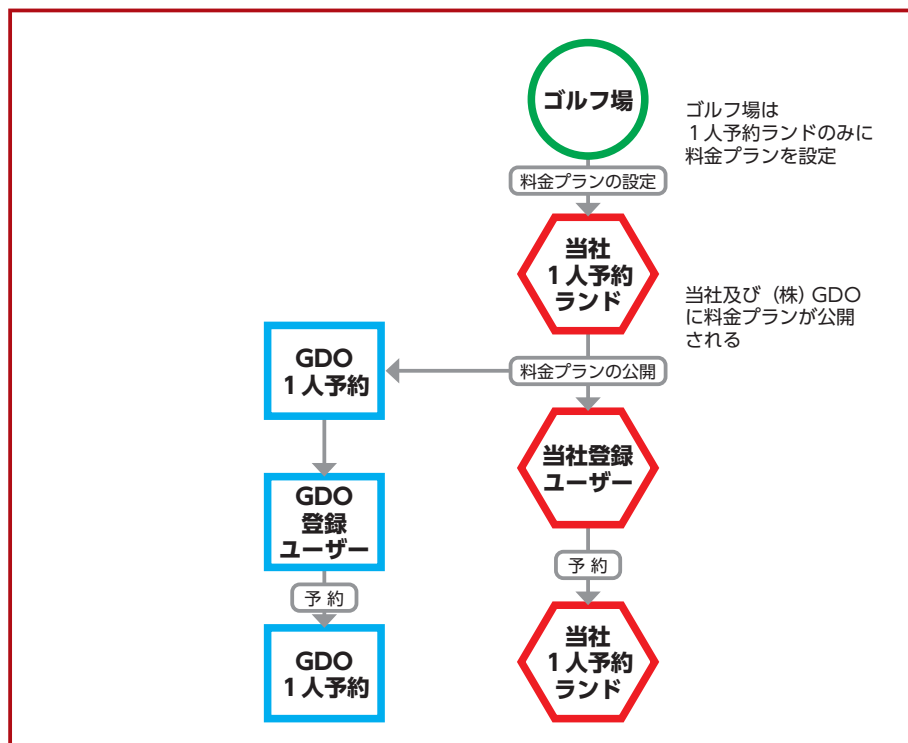 ゴルフ場
ゴルフ場は
１人予約ランドのみに
料金プランを設定
料金プランの設定
当社
１人予約
ランド
当社及び（株）GDO
に料金プランが公開
される
GDO
１人予約
料金プランの公開
当社登録
ユーザー
GDO
登録
ユーザー
予 約
予 約
GDO
１人予約
当社
１人予約
ランド